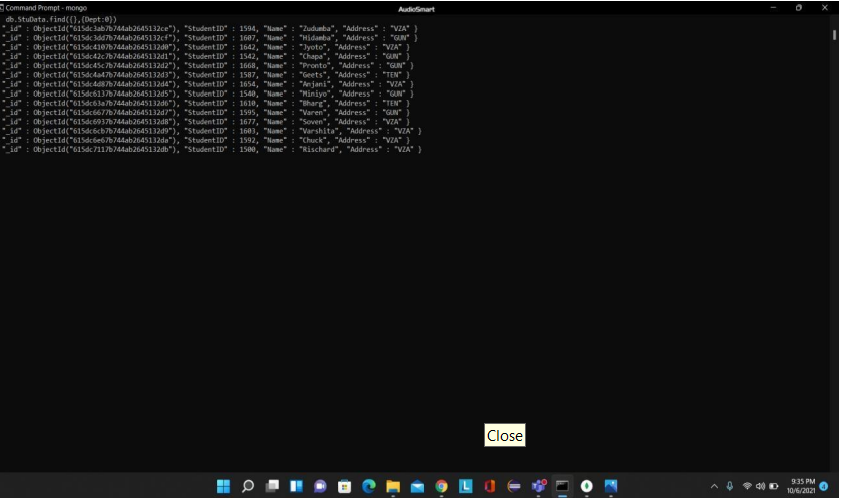 Command Prompt - mongo
AudioSmart
db.StuData.find({},{Dept:0})
"_id" : ObjectId("615dc3ab7b744ab2645132ce"), "StudentID" : 1594, "Name" : "Zudumba", "Address" : "VZA" }
"_id" : ObjectId("615dc3dd7b744ab2645132cf"), "StudentID" : 1607, "Name" : "Hidamba", "Address" : "GUN" }
"_id" : ObjectId("615dc4107b744ab2645132d0"), "StudentID" : 1642, "Name" : "Jyoto", "Address" : "VZA" }
"_id" : ObjectId("615dc42c7b744ab2645132d1"), "StudentID" : 1542, "Name" : "Chapa", "Address" : "GUN" }
"_id" : ObjectId("615dc45c7b744ab2645132d2"), "StudentID" : 1668, "Name" : "Pronto", "Address" : "GUN" }
"_id" : ObjectId("615dc4a47b744ab2645132d3"), "StudentID" : 1587, "Name" : "Geets", "Address" : "TEN" }
"_id" : ObjectId("615dc4d87b744ab2645132d4"), "StudentID" : 1654, "Name" : "Anjani", "Address" : "VZA" }
"_id" : ObjectId("615dc6137b744ab2645132d5"), "StudentID" : 1540, "Name" : "Miniyo", "Address" : "GUN" }
"_id" : ObjectId("615dc63a7b744ab2645132d6"), "StudentID" : 1610, "Name" : "Bharg", "Address" : "TEN" }
"_id" : ObjectId("615dc6677b744ab2645132d7"), "StudentID" : 1595, "Name" : "Varen", "Address" : "GUN" }
"_id" : ObjectId("615dc6937b744ab2645132d8"), "StudentID" : 1677, "Name" : "Soven", "Address" : "VZA" }
"_id" : ObjectId("615dc6cb7b744ab2645132d9"), "StudentID" : 1603, "Name" : "Varshita", "Address" : "VZA" }
"_id" : ObjectId("615dc6e67b744ab2645132da"), "StudentID" : 1592, "Name" : "Chuck", "Address" : "VZA" }
"_id" : ObjectId("615dc7117b744ab2645132db"), "StudentID" : 1500, "Name" : "Rischard", "Address" : "VZA" }
Close
9:35 PM
10/6/2021